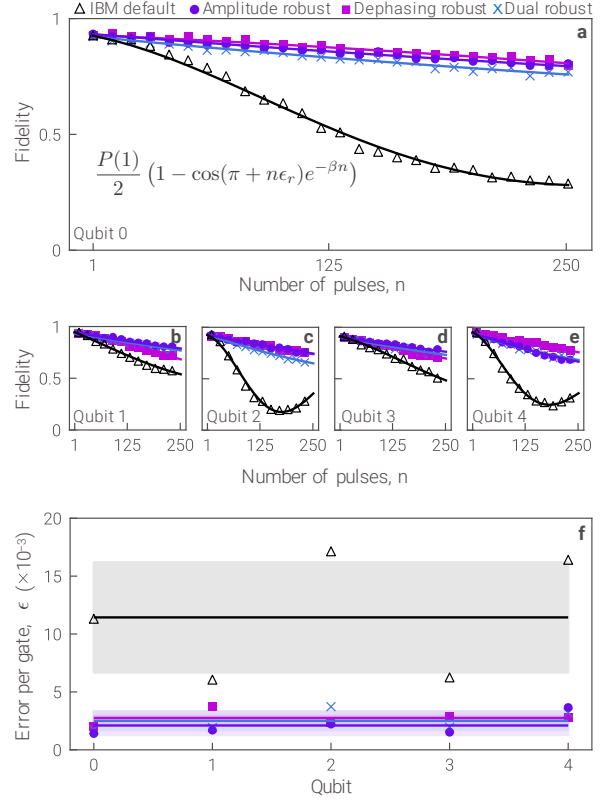 △ IBM default ● Amplitude robust ■ Dephasing robust × Dual robust
a
1
0.5
0
Fidelity
P(1)/2 (1 − cos(π + nϵ_r)e^{−βn})
Qubit 0
1 125 250
Number of pulses, n
b c d e
1
0.5
0
Fidelity
Qubit 1 Qubit 2 Qubit 3 Qubit 4
1 125 250 1 125 250 1 125 250 1 125 250
Number of pulses, n
f
20
15
10
5
0
Error per gate, ϵ (×10⁻³)
0 1 2 3 4
Qubit